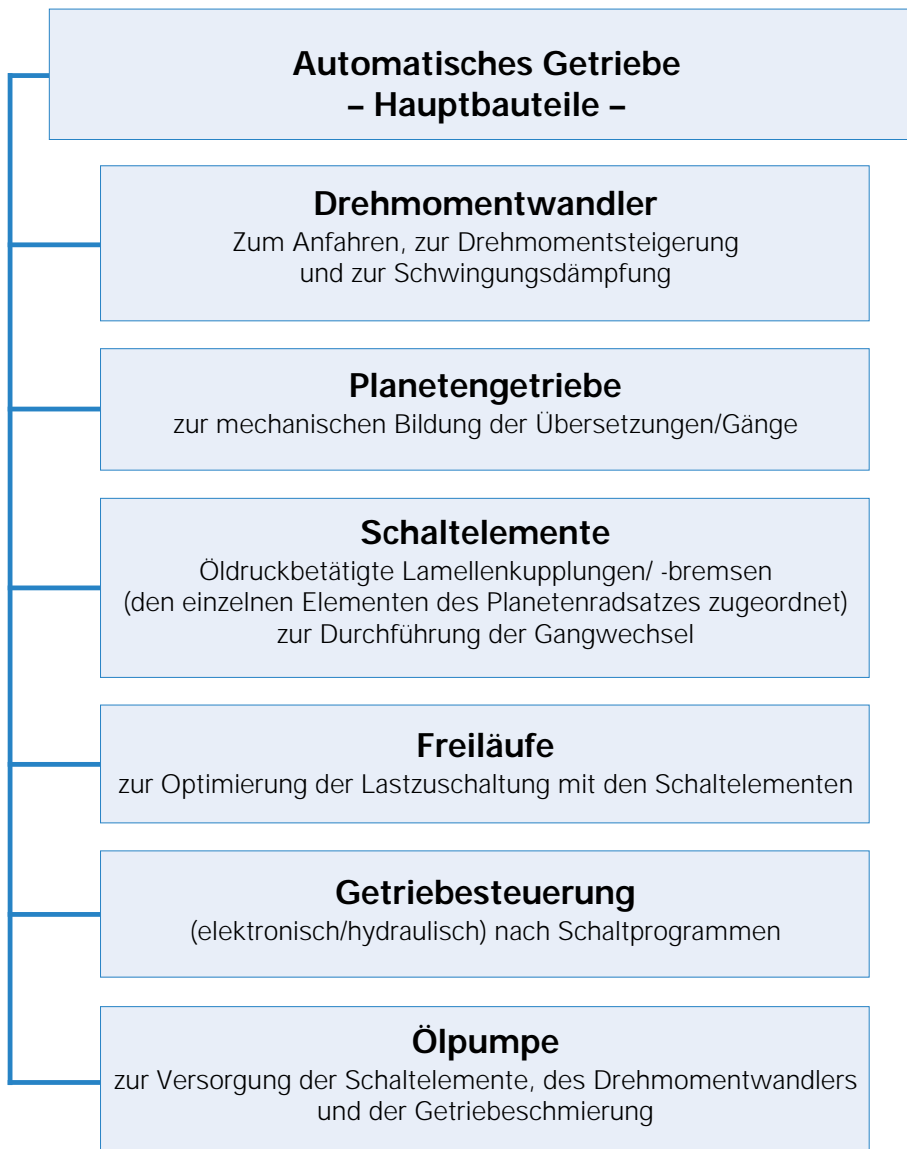 Automatisches Getriebe
– Hauptbauteile –
Drehmomentwandler
Zum Anfahren, zur Drehmomentsteigerung
und zur Schwingungsdämpfung
Planetengetriebe
zur mechanischen Bildung der Übersetzungen/Gänge
Schaltelemente
Öldruckbetätigte Lamellenkupplungen/ -bremsen
(den einzelnen Elementen des Planetenradsatzes zugeordnet)
zur Durchführung der Gangwechsel
Freiläufe
zur Optimierung der Lastzuschaltung mit den Schaltelementen
Getriebesteuerung
(elektronisch/hydraulisch) nach Schaltprogrammen
Ölpumpe
zur Versorgung der Schaltelemente, des Drehmomentwandlers
und der Getriebeschmierung